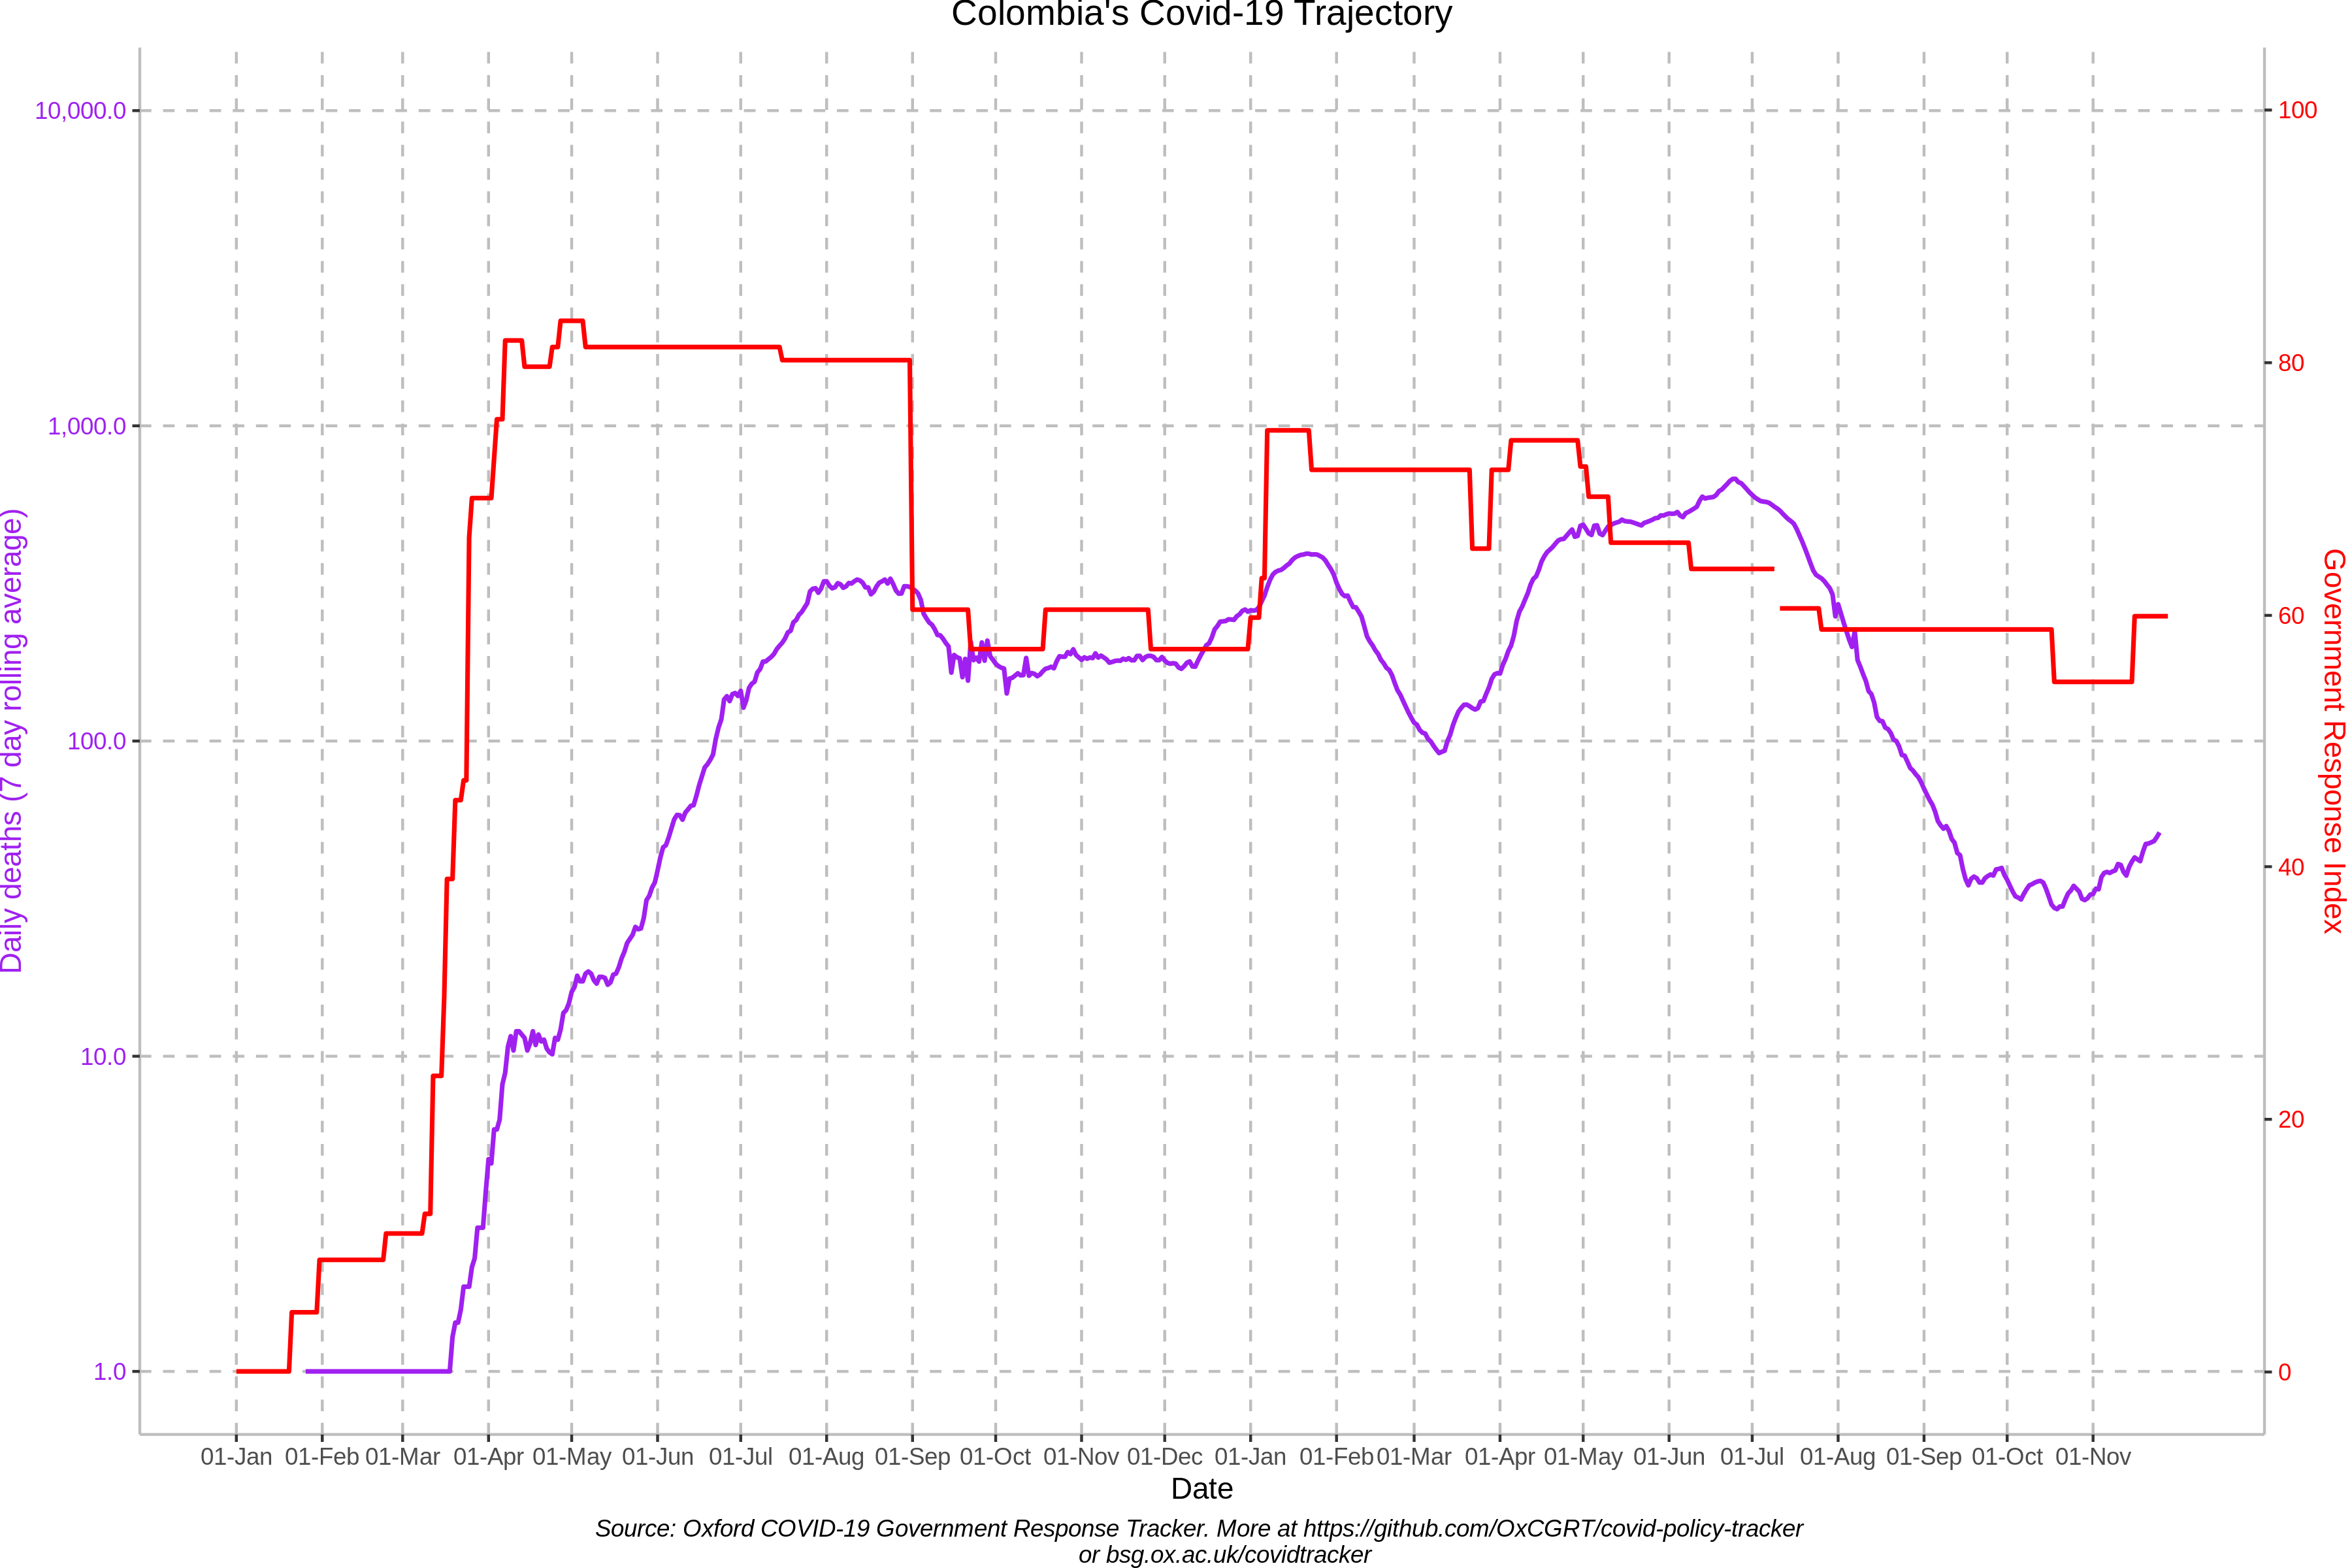 Colombia's Covid-19 Trajectory
10,000.0
1,000.0
100.0
10.0
1.0
Daily deaths (7 day rolling average)
100
80
60
40
20
0
Government Response Index
01-Jan 01-Feb 01-Mar 01-Apr 01-May 01-Jun 01-Jul 01-Aug 01-Sep 01-Oct 01-Nov 01-Dec 01-Jan 01-Feb 01-Mar 01-Apr 01-May 01-Jun 01-Jul 01-Aug 01-Sep 01-Oct 01-Nov
Date
Source: Oxford COVID-19 Government Response Tracker. More at https://github.com/OxCGRT/covid-policy-tracker
or bsg.ox.ac.uk/covidtracker